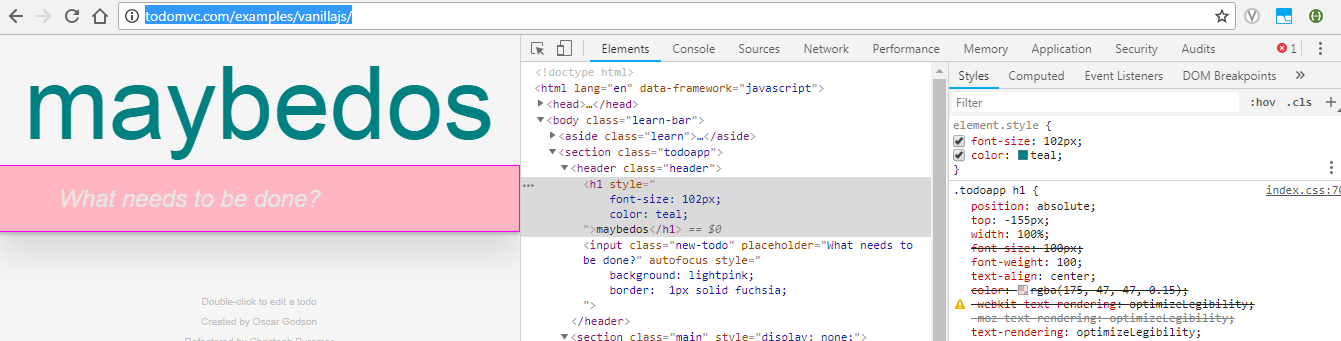 todomvc.com/examples/vanillajs/
maybedos
What needs to be done?
Double-click to edit a todo
Created by Oscar Godson
Refactored by Christoph Burgmer
Elements Console Sources Network Performance Memory Application Security Audits 1
<!doctype html>
<html lang="en" data-framework="javascript">
<head>…</head>
<body class="learn-bar">
<aside class="learn">…</aside>
<section class="todoapp">
<header class="header">
… <h1 style="
font-size: 102px;
color: teal;
">maybedos</h1> == $0
<input class="new-todo" placeholder="What needs to
be done?" autofocus style="
background: lightpink;
border:  1px solid fuchsia;
">
</header>
<section class="main" style="display: none;">
Styles Computed Event Listeners DOM Breakpoints »
Filter :hov .cls +
element.style {
font-size: 102px;
color: teal;
}
.todoapp h1 { index.css:70
position: absolute;
top: -155px;
width: 100%;
font-size: 100px;
font-weight: 100;
text-align: center;
color: rgba(175, 47, 47, 0.15);
-webkit-text-rendering: optimizeLegibility;
-moz-text-rendering: optimizeLegibility;
text-rendering: optimizeLegibility;